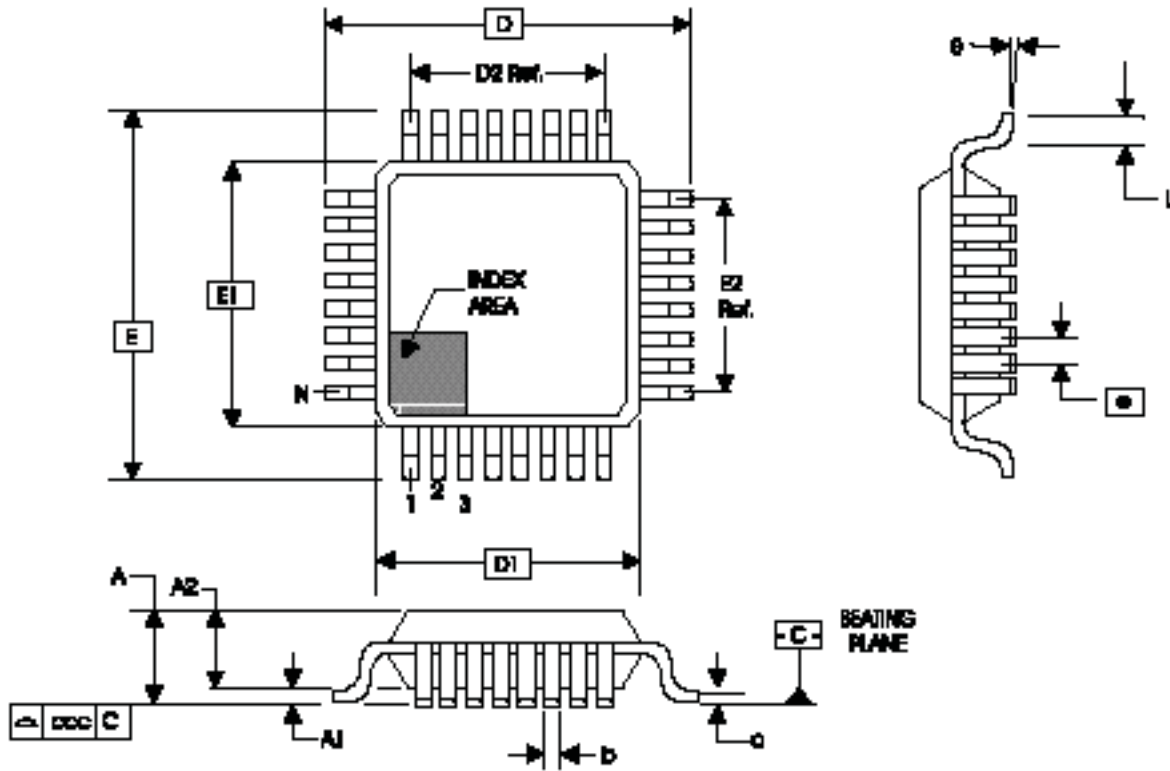 D
D2 Ref.
θ
L
INDEX
AREA
E1
E2
Ref.
E
N
1
2
3
e
D1
A
A2
- C -
SEATING
PLANE
ccc C
A1
b
c